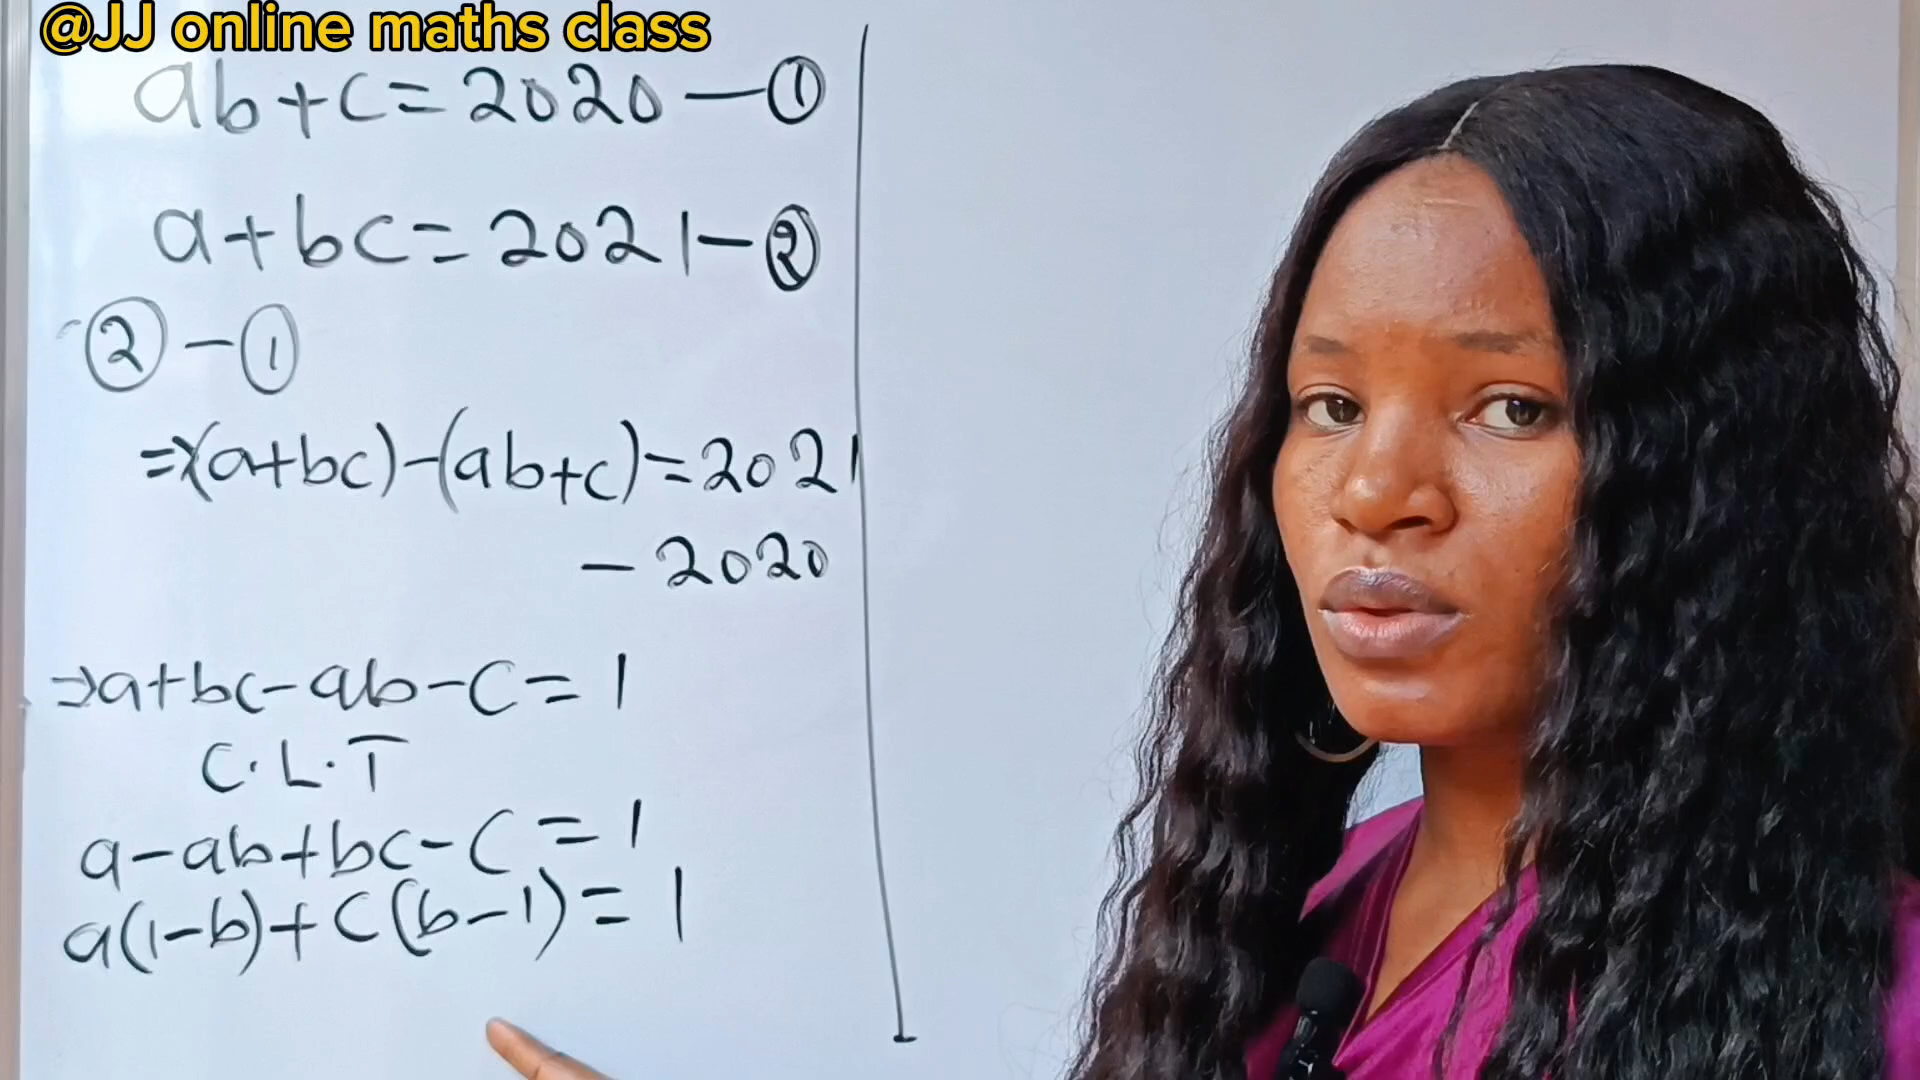 @JJ online maths class
ab+c=2020—①
a+bc=2021—②
②-①
⇒(a+bc)-(ab+c)=2021
-2020
⇒a+bc-ab-c=1
C.L.T
a-ab+bc-c=1
a(1-b)+c(b-1)=1